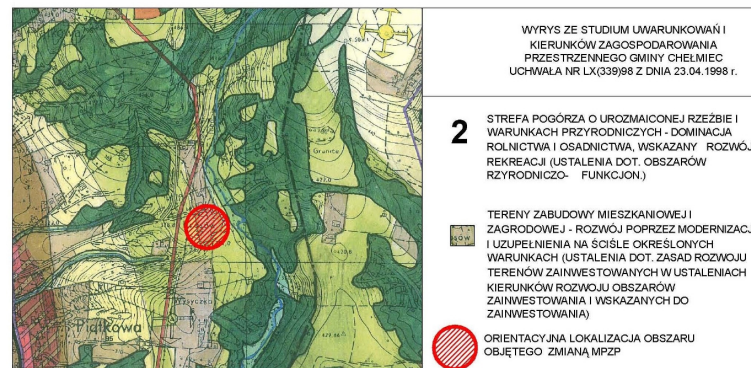 WYRYS ZE STUDIUM UWARUNKOWAŃ I
KIERUNKÓW ZAGOSPODAROWANIA
PRZESTRZENNEGO GMINY CHEŁMIEC
UCHWAŁA NR LX(339)98 Z DNIA 23.04.1998 r.
2
STREFA POGÓRZA O UROZMAICONEJ RZEŹBIE I
WARUNKACH PRZYRODNICZYCH - DOMINACJA
ROLNICTWA I OSADNICTWA, WSKAZANY ROZWÓJ
REKREACJI (USTALENIA DOT. OBSZARÓW
RZYRODNICZO- FUNKCJON.)
TERENY ZABUDOWY MIESZKANIOWEJ I
ZAGRODOWEJ - ROZWÓJ POPRZEZ MODERNIZACJ
I UZUPEŁNIENIA NA ŚCIŚLE OKREŚLONYCH
WARUNKACH (USTALENIA DOT. ZASAD ROZWOJU
TERENÓW ZAINWESTOWANYCH W USTALENIACH
KIERUNKÓW ROZWOJU OBSZARÓW
ZAINWESTOWANIA I WSKAZANYCH DO
ZAINWESTOWANIA)
ORIENTACYJNA LOKALIZACJA OBSZARU
OBJĘTEGO ZMIANĄ MPZP
Granice
Piątkowa